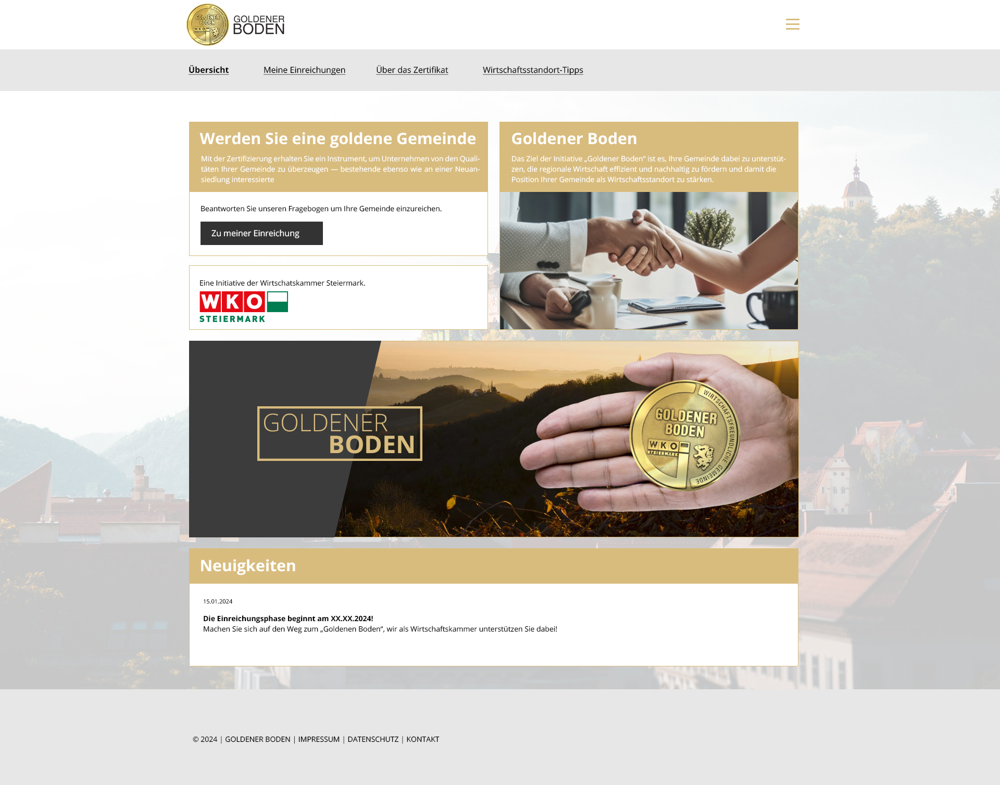 GOLDENER
BODEN
WKO
STEIERMARK
WIRTSCHAFTSFREUNDLICHE GEMEINDE
GOLDENER
BODEN
Übersicht
Meine Einreichungen
Über das Zertifikat
Wirtschaftsstandort-Tipps
Werden Sie eine goldene Gemeinde
Mit der Zertifizierung erhalten Sie ein Instrument, um Unternehmen von den Quali-
täten Ihrer Gemeinde zu überzeugen — bestehende ebenso wie an einer Neuan-
siedlung interessierte
Beantworten Sie unseren Fragebogen um Ihre Gemeinde einzureichen.
Zu meiner Einreichung
Eine Initiative der Wirtschatskammer Steiermark.
WKO
STEIERMARK
Goldener Boden
Das Ziel der Initiative „Goldener Boden“ ist es, Ihre Gemeinde dabei zu unterstüt-
zen, die regionale Wirtschaft effizient und nachhaltig zu fördern und damit die
Position Ihrer Gemeinde als Wirtschaftsstandort zu stärken.
GOLDENER
BODEN
GOLDENER
BODEN
WKO
STEIERMARK
WIRTSCHAFTSFREUNDLICHE GEMEINDE
Neuigkeiten
15.01.2024
Die Einreichungsphase beginnt am XX.XX.2024!
Machen Sie sich auf den Weg zum „Goldenen Boden“, wir als Wirtschaftskammer unterstützen Sie dabei!
© 2024 | GOLDENER BODEN | IMPRESSUM | DATENSCHUTZ | KONTAKT